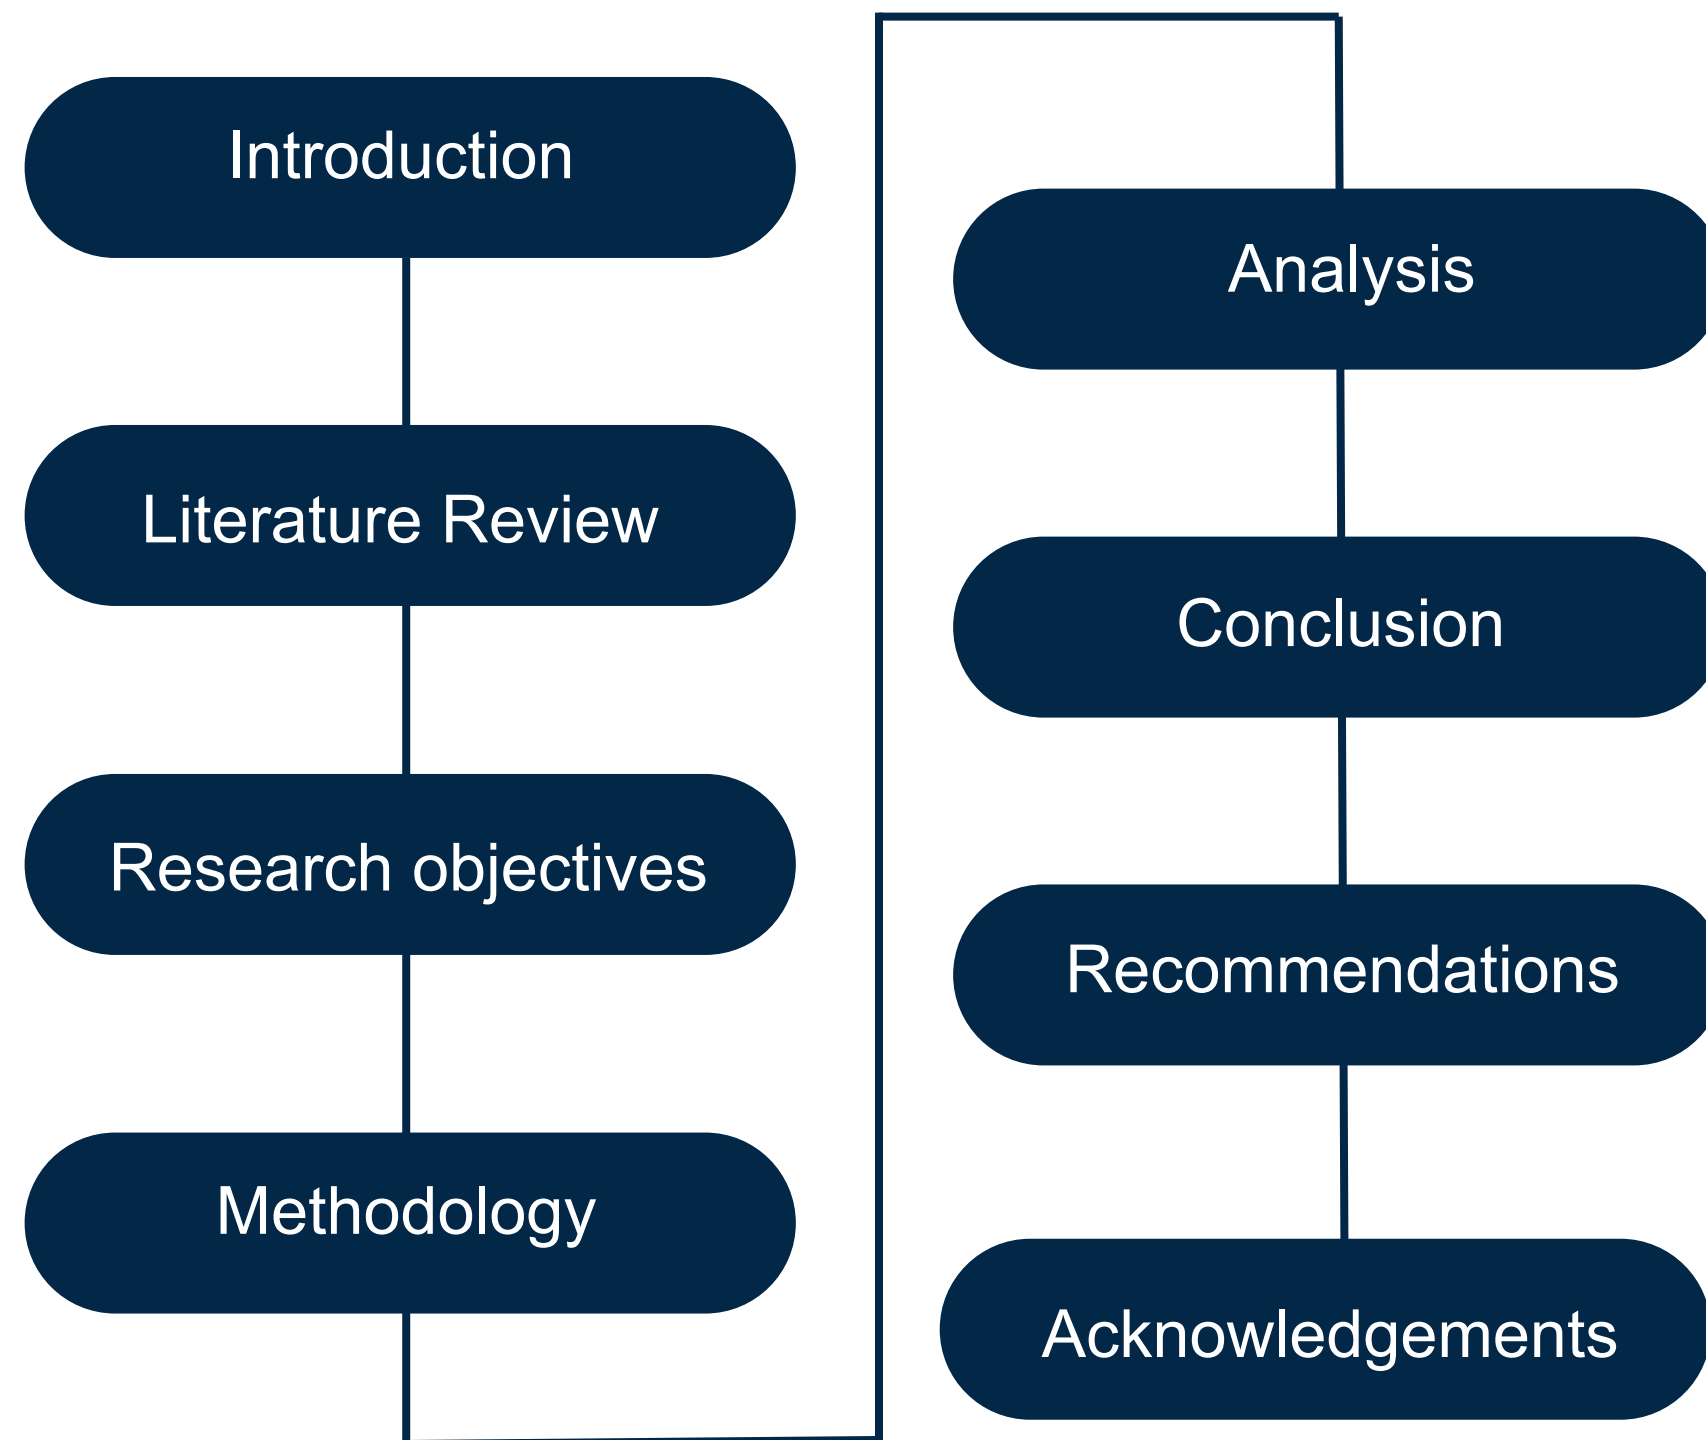 Introduction
Literature Review
Research objectives
Methodology
Analysis
Conclusion
Recommendations
Acknowledgements